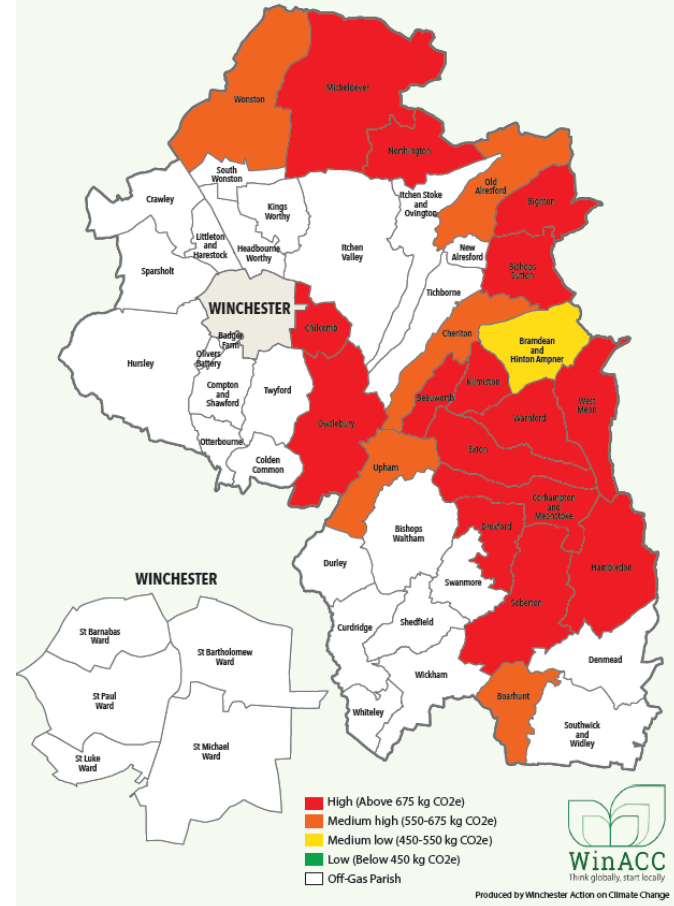 Wonston
Micheldever
Northington
South
Wonston
Old
Alresford
Crawley
Kings
Worthy
Itchen Stoke
and
Ovington
Bighton
Littleton
and
Harestock
Headbourne
Worthy
Itchen
Valley
New
Alresford
Sparsholt
Bishops
Sutton
Tichborne
WINCHESTER
Chilcomb
Cheriton
Badger
Farm
Bramdean
and
Hinton Ampner
Olivers
Battery
Hursley
Kilmiston
Compton
and
Shawford
Twyford
Beauworth
West
Meon
Owslebury
Warnford
Otterbourne
Exton
Colden
Common
Upham
Corhampton
and
Meonstoke
Droxford
Bishops
Waltham
Durley
Hambledon
WINCHESTER
Swanmore
Soberton
St Barnabas
Ward
Curdridge
Shedfield
St Bartholomew
Ward
Denmead
Wickham
St Paul
Ward
Boarhunt
Whiteley
Southwick
and
Widley
St Michael
Ward
St Luke
Ward
High (Above 675 kg CO2e)
Medium high (550-675 kg CO2e)
Medium low (450-550 kg CO2e)
Low (Below 450 kg CO2e)
Off-Gas Parish
WinACC
Think globally, start locally
Produced by Winchester Action on Climate Change